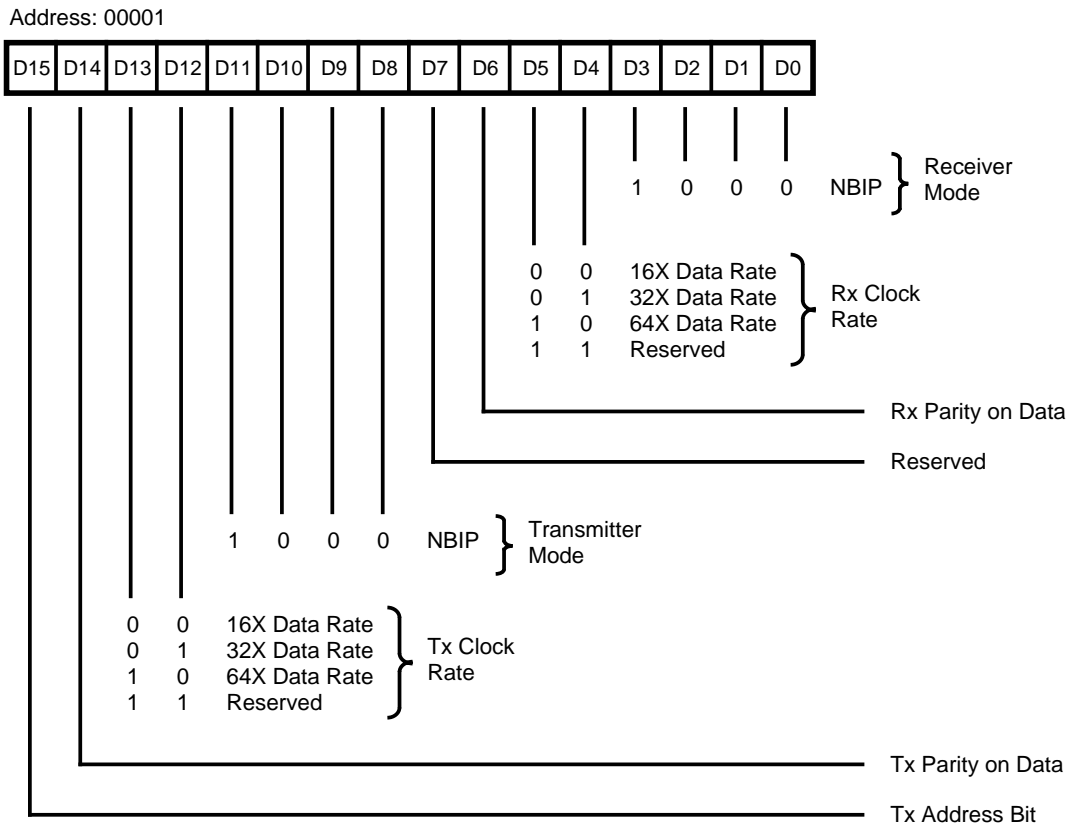 Address: 00001
D15 D14 D13 D12 D11 D10 D9 D8 D7 D6 D5 D4 D3 D2 D1 D0
1 0 0 0 NBIP Receiver
Mode
0 0 16X Data Rate
0 1 32X Data Rate
1 0 64X Data Rate
1 1 Reserved
Rx Clock
Rate
Rx Parity on Data
Reserved
1 0 0 0 NBIP Transmitter
Mode
0 0 16X Data Rate
0 1 32X Data Rate
1 0 64X Data Rate
1 1 Reserved
Tx Clock
Rate
Tx Parity on Data
Tx Address Bit